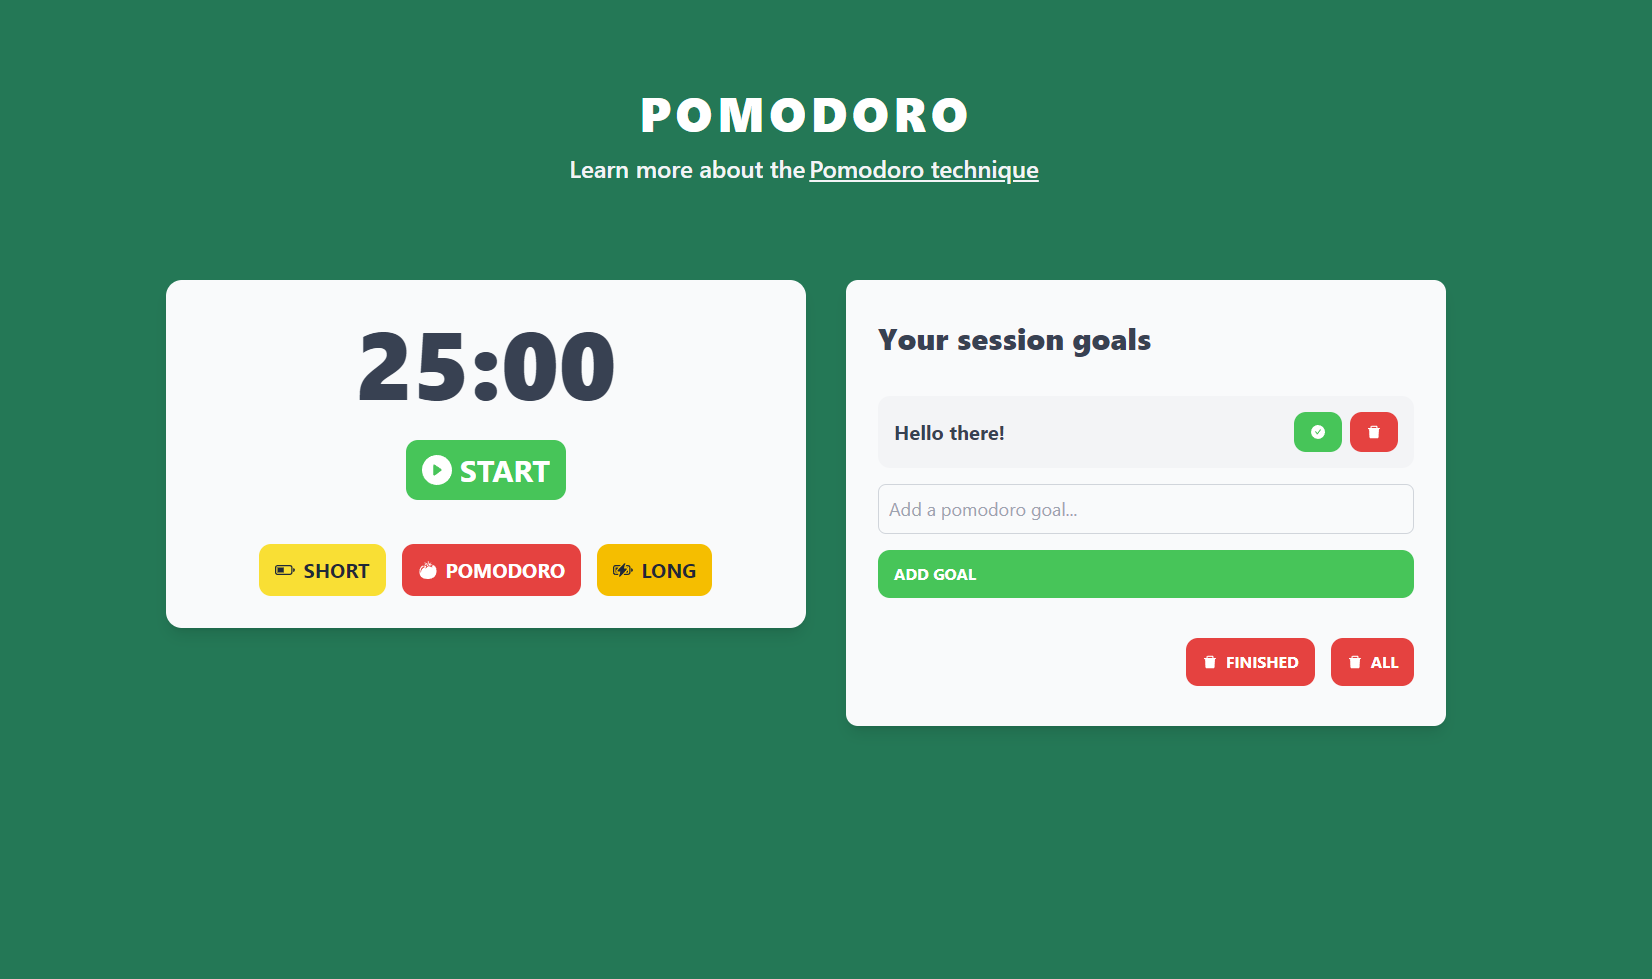 POMODORO
Learn more about the Pomodoro technique
25:00
START
SHORT
POMODORO
LONG
Your session goals
Hello there!
Add a pomodoro goal...
ADD GOAL
FINISHED
ALL